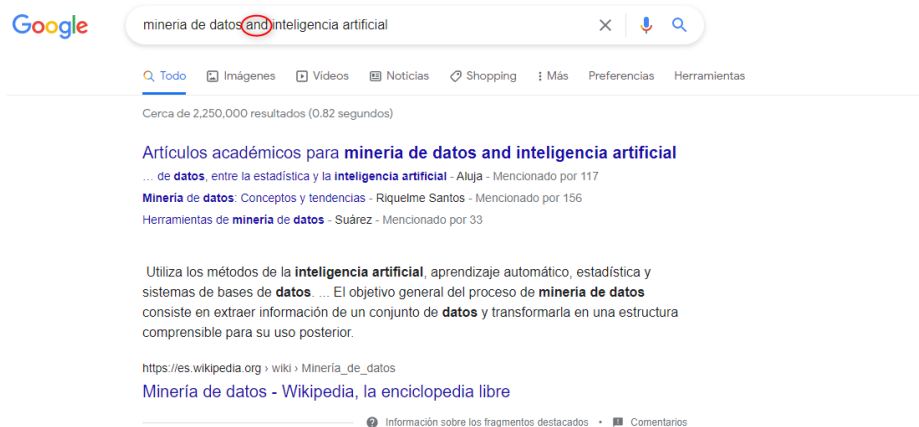 Google
mineria de datos and inteligencia artificial
Todo Imágenes Vídeos Noticias Shopping Más Preferencias Herramientas
Cerca de 2,250,000 resultados (0.82 segundos)
Artículos académicos para mineria de datos and inteligencia artificial
... de datos, entre la estadística y la inteligencia artificial - Aluja - Mencionado por 117
Minería de datos: Conceptos y tendencias - Riquelme Santos - Mencionado por 156
Herramientas de minería de datos - Suárez - Mencionado por 33
Utiliza los métodos de la inteligencia artificial, aprendizaje automático, estadística y
sistemas de bases de datos. ... El objetivo general del proceso de minería de datos
consiste en extraer información de un conjunto de datos y transformarla en una estructura
comprensible para su uso posterior.
https://es.wikipedia.org › wiki › Minería_de_datos
Minería de datos - Wikipedia, la enciclopedia libre
Información sobre los fragmentos destacados • Comentarios